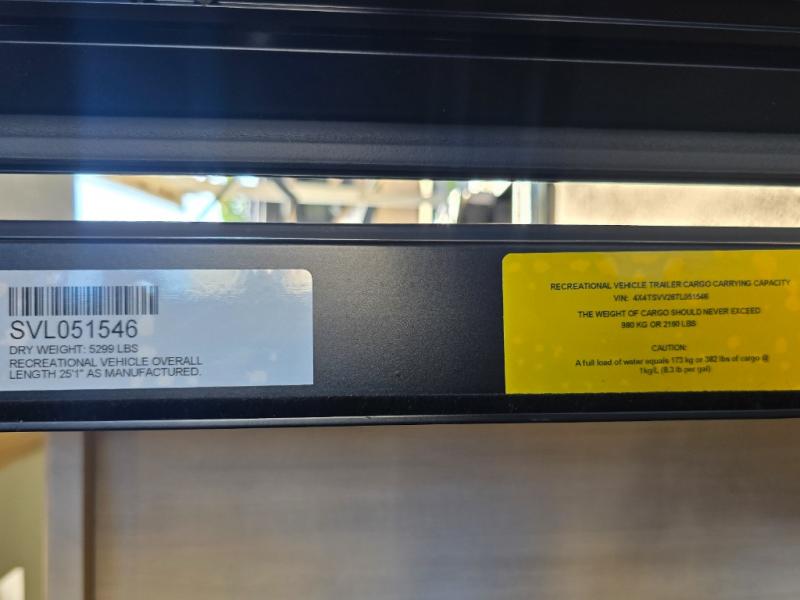 SVL051546
DRY WEIGHT: 5299 LBS
RECREATIONAL VEHICLE OVERALL
LENGTH 25'1" AS MANUFACTURED.
RECREATIONAL VEHICLE TRAILER CARGO CARRYING CAPACITY
VIN: 4X4TSVV26TL051546
THE WEIGHT OF CARGO SHOULD NEVER EXCEED
980 KG OR 2160 LBS
CAUTION:
A full load of water equals 173 kg or 382 lbs of cargo @
1kg/L (8.3 lb per gal)